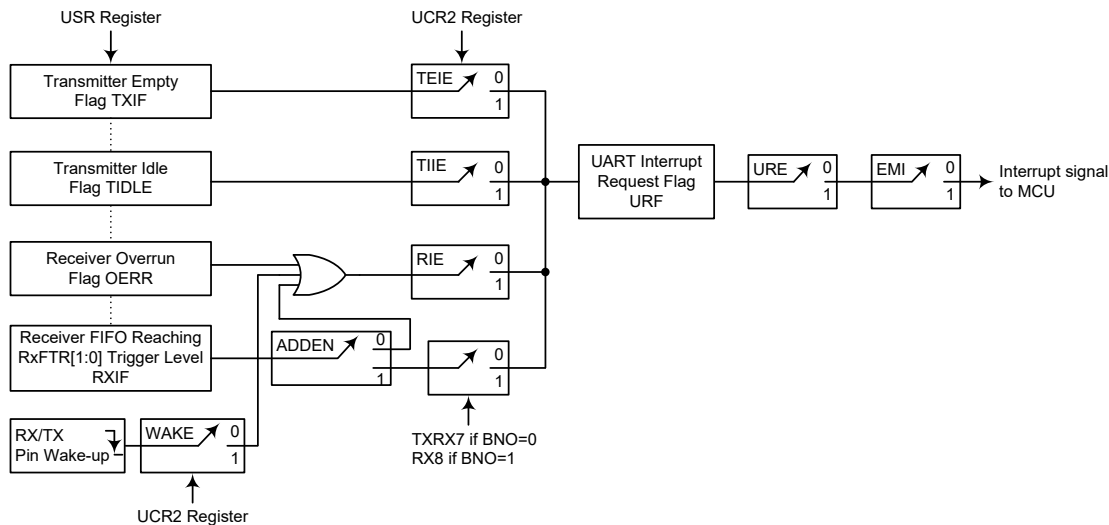 USR Register
UCR2 Register
Transmitter Empty
Flag TXIF
TEIE
0
1
Transmitter Idle
Flag TIDLE
TIIE
0
1
UART Interrupt
Request Flag
URF
URE
0
1
EMI
0
1
Interrupt signal
to MCU
Receiver Overrun
Flag OERR
RIE
0
1
Receiver FIFO Reaching
RxFTR[1:0] Trigger Level
RXIF
ADDEN
0
1
0
1
RX/TX
Pin Wake-up
WAKE
0
1
TXRX7 if BNO=0
RX8 if BNO=1
UCR2 Register